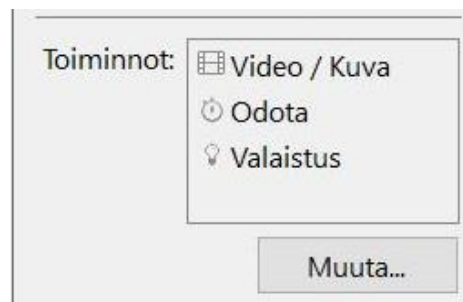 Toiminnot:
Video / Kuva
Odota
Valaistus
Muuta...